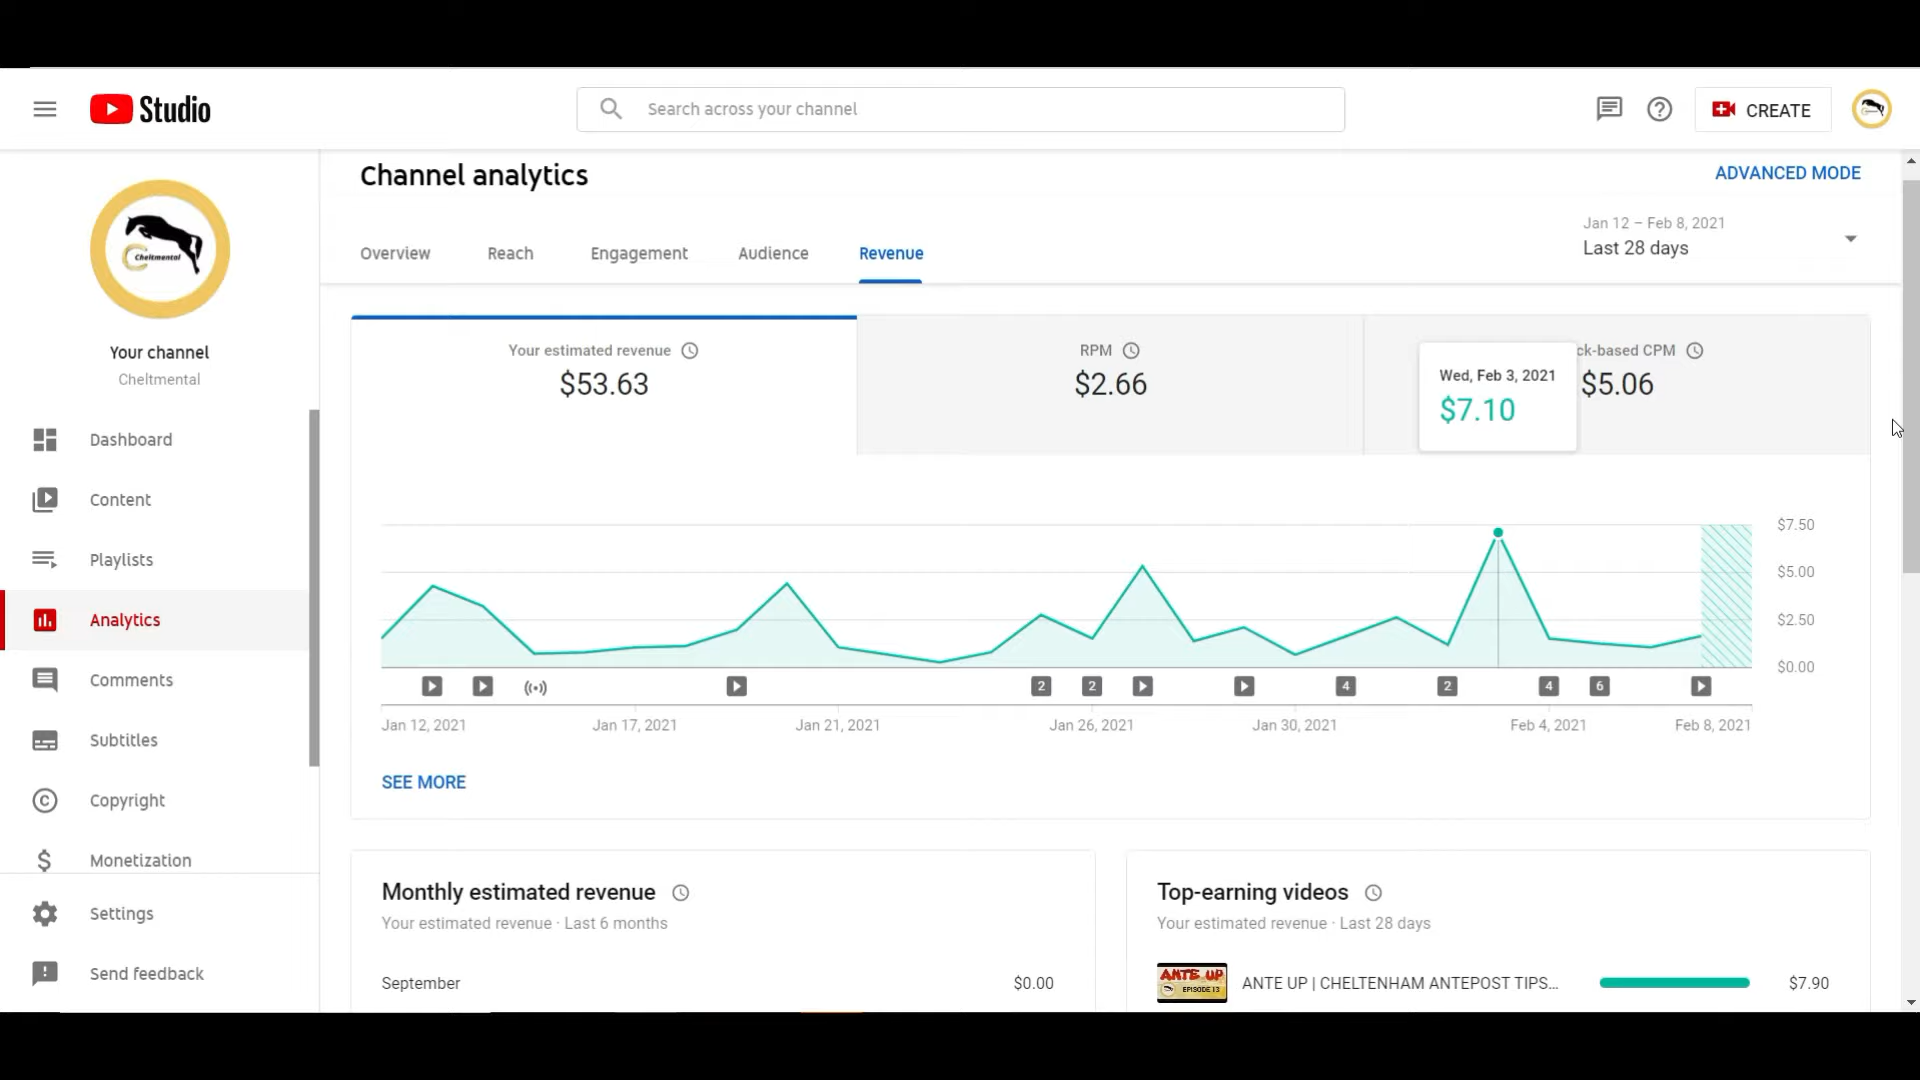 Studio
Search across your channel
CREATE
Channel analytics
ADVANCED MODE
Cheltmental
Your channel
Cheltmental
Overview
Reach
Engagement
Audience
Revenue
Jan 12 – Feb 8, 2021
Last 28 days
Dashboard
Content
Playlists
Analytics
Comments
Subtitles
Copyright
Monetization
Settings
Send feedback
Your estimated revenue
$53.63
RPM
$2.66
ck-based CPM
$5.06
Wed, Feb 3, 2021
$7.10
$7.50
$5.00
$2.50
$0.00
2
2
4
2
4
6
Jan 12, 2021
Jan 17, 2021
Jan 21, 2021
Jan 26, 2021
Jan 30, 2021
Feb 4, 2021
Feb 8, 2021
SEE MORE
Monthly estimated revenue
Your estimated revenue · Last 6 months
September
$0.00
Top-earning videos
Your estimated revenue · Last 28 days
ANTE UP
EPISODE 13
ANTE UP | CHELTENHAM ANTEPOST TIPS...
$7.90